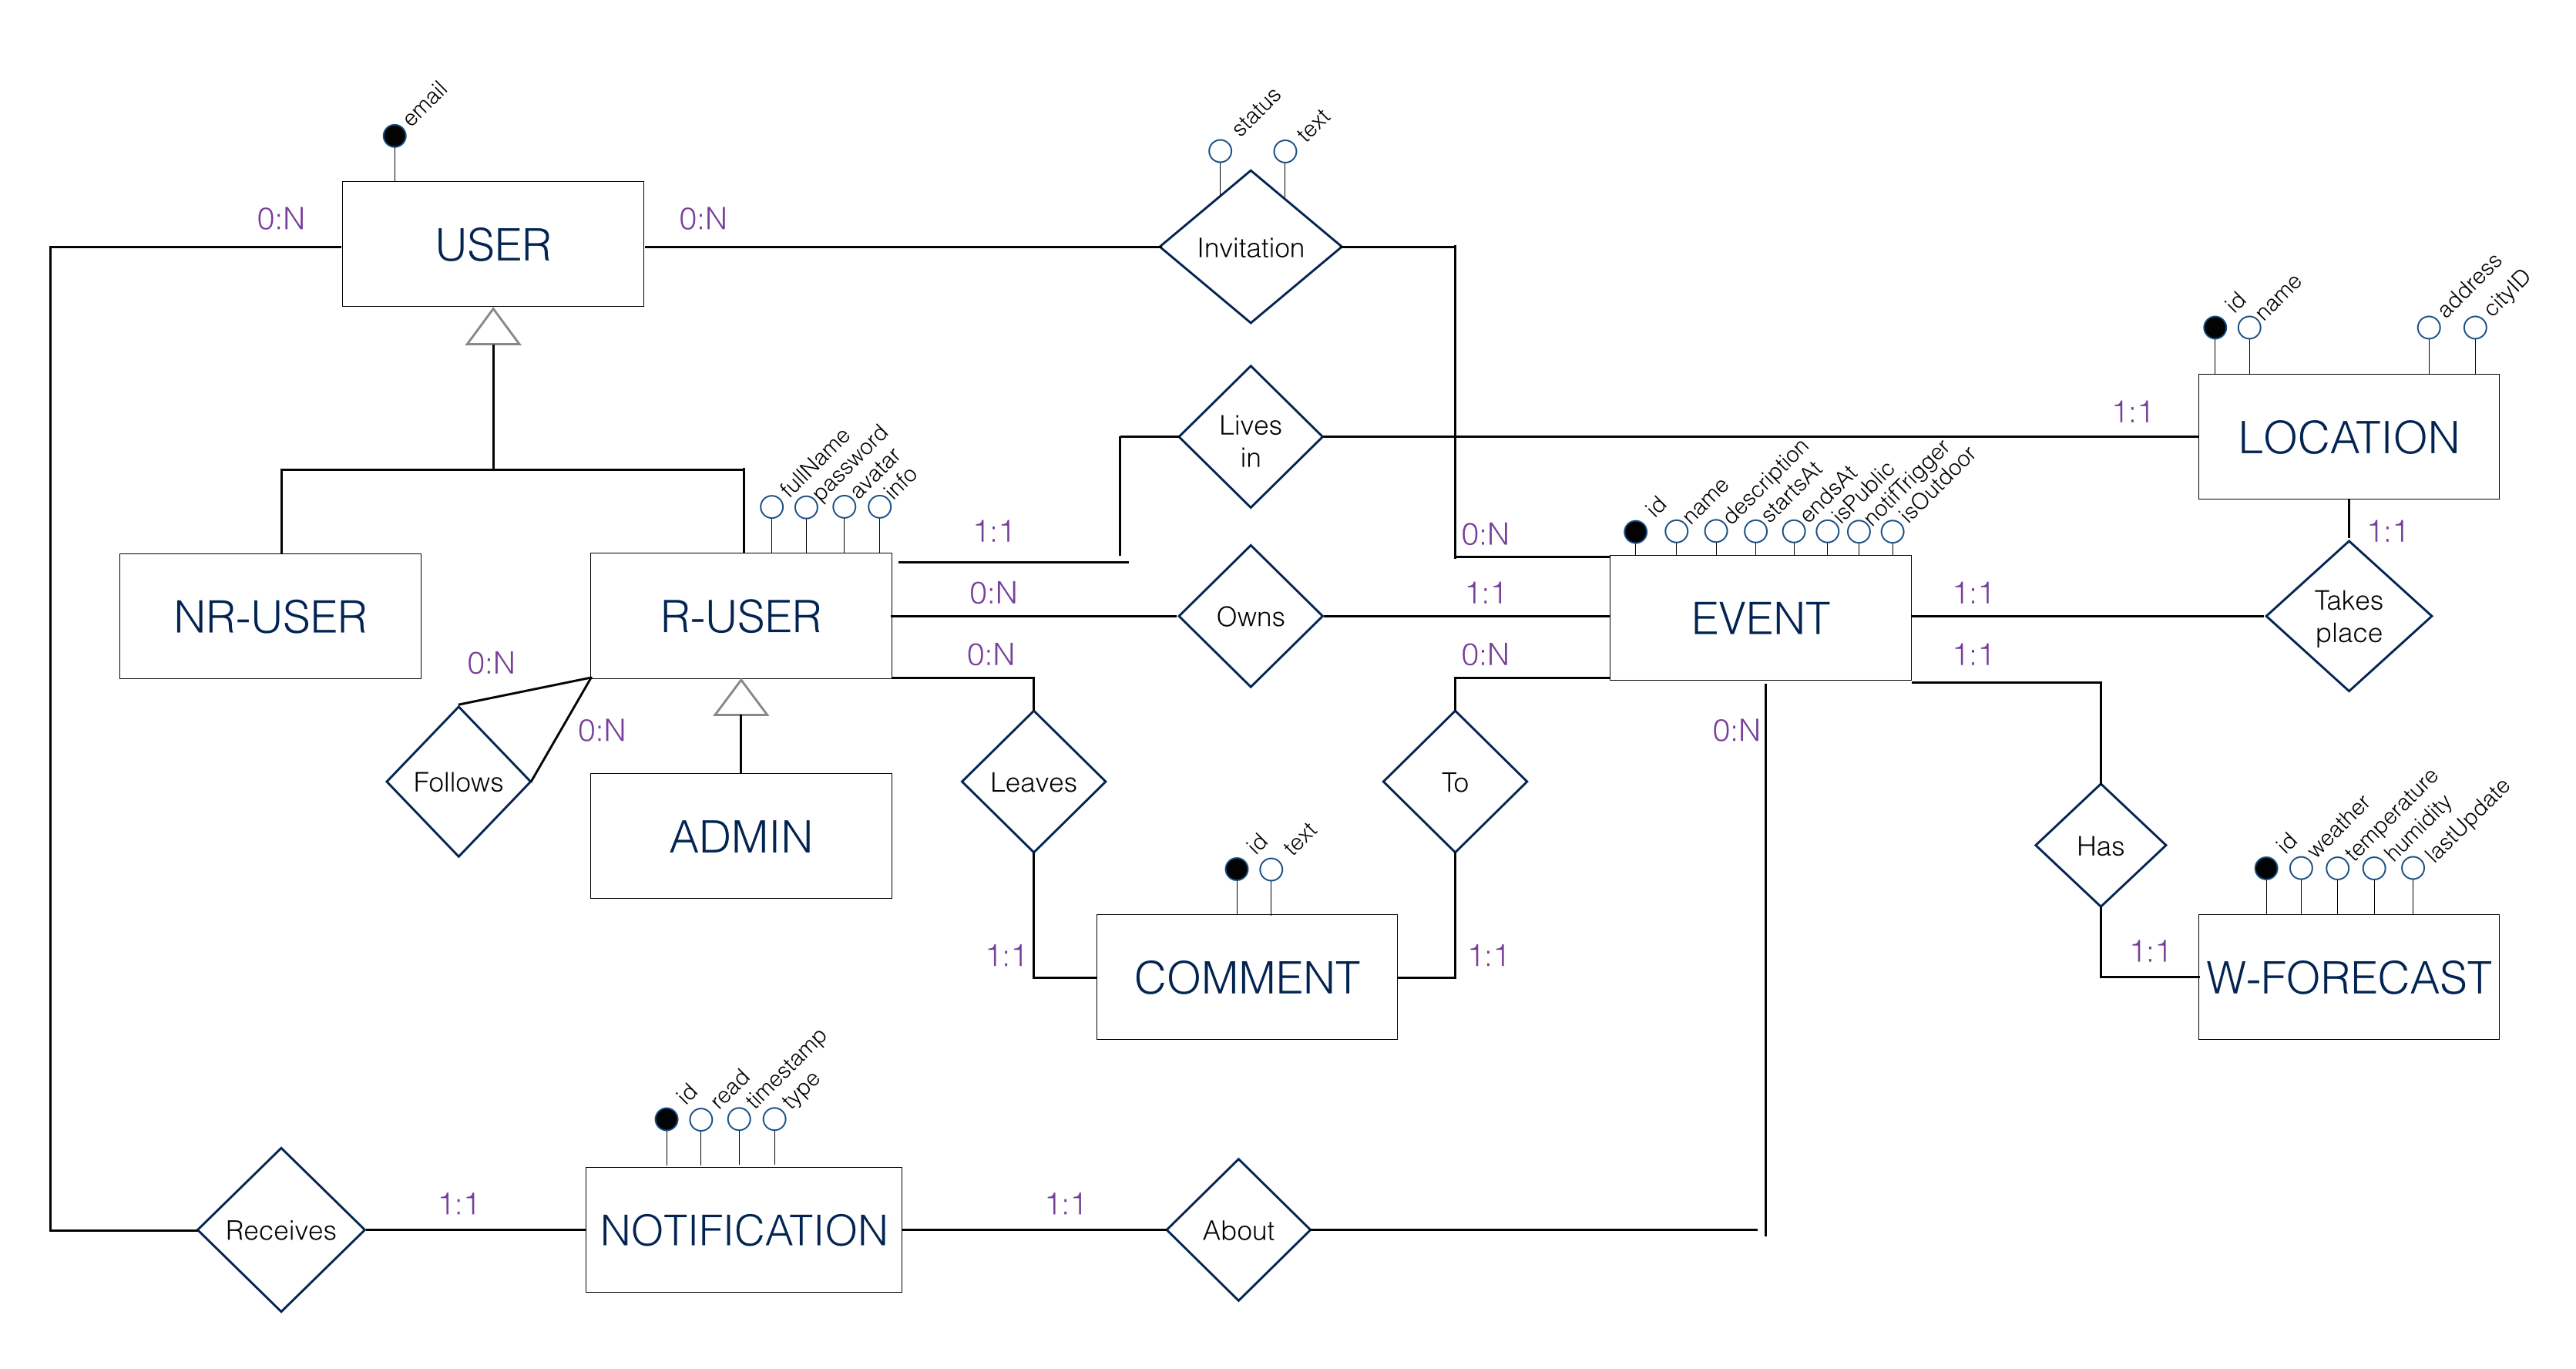 email
status
text
0:N
USER
0:N
Invitation
address
cityID
id
name
Lives
in
1:1
LOCATION
fullName
password
avatar
info
id
name
description
startsAt
endsAt
isPublic
notifTrigger
isOutdoor
1:1
0:N
1:1
NR-USER
R-USER
0:N
Owns
1:1
EVENT
1:1
Takes
place
0:N
0:N
0:N
1:1
0:N
0:N
Follows
Leaves
To
ADMIN
Has
id
text
id
weather
temperature
humidity
lastUpdate
1:1
COMMENT
1:1
1:1
W-FORECAST
id
read
timestamp
type
Receives
1:1
NOTIFICATION
1:1
About